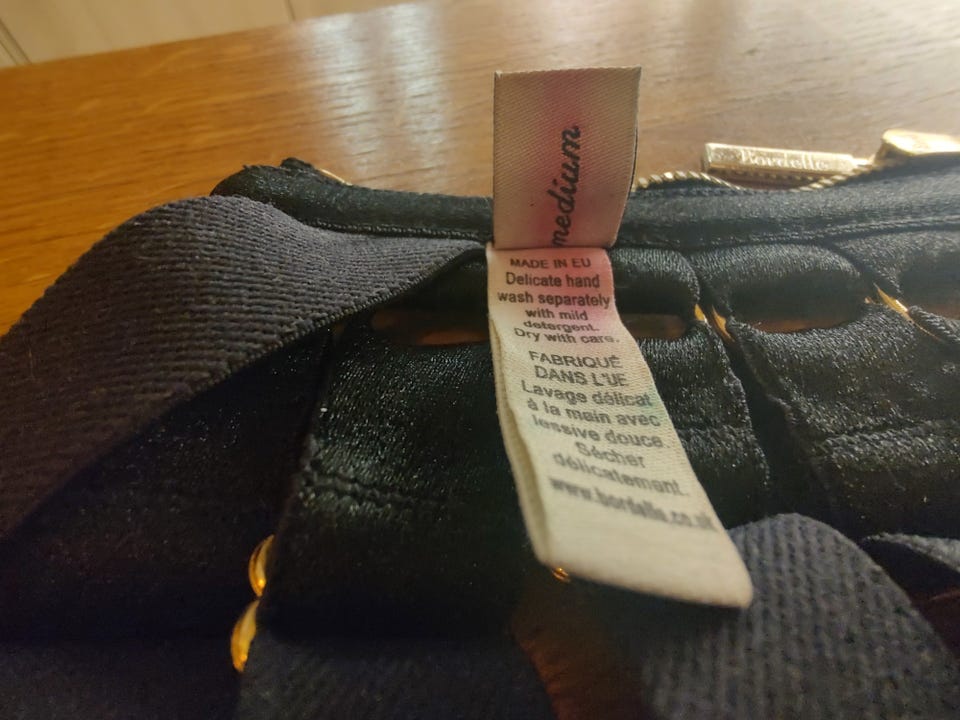 medium
Bordelle
MADE IN EU
Delicate hand
wash separately
with mild
detergent.
Dry with care.
FABRIQUÉ
DANS L'UE
Lavage délicat
à la main avec
lessive douce.
Sécher
délicatement.
www.bordelle.co.uk